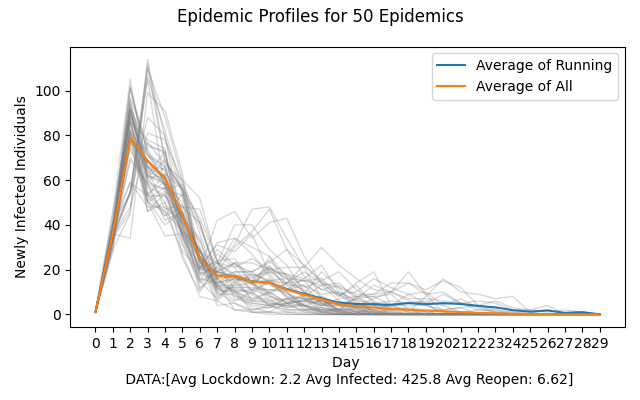 Epidemic Profiles for 50 Epidemics
Average of Running
Average of All
Newly Infected Individuals
100
80
60
40
20
0
0 1 2 3 4 5 6 7 8 9 10 11 12 13 14 15 16 17 18 19 20 21 22 23 24 25 26 27 28 29
Day
DATA:[Avg Lockdown: 2.2 Avg Infected: 425.8 Avg Reopen: 6.62]